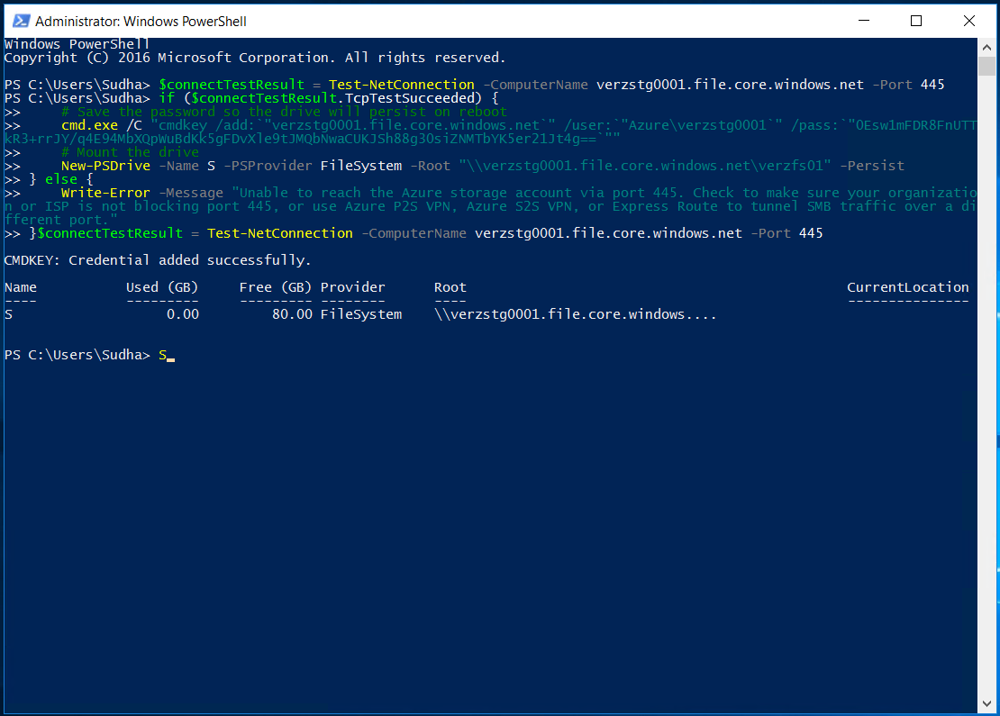 Administrator: Windows PowerShell
Windows PowerShell
Copyright (C) 2016 Microsoft Corporation. All rights reserved.
PS C:\Users\Sudha> $connectTestResult = Test-NetConnection -ComputerName verzstg0001.file.core.windows.net -Port 445
PS C:\Users\Sudha> if ($connectTestResult.TcpTestSucceeded) {
>>     # Save the password so the drive will persist on reboot
>>     cmd.exe /C "cmdkey /add:`"verzstg0001.file.core.windows.net`" /user:`"Azure\verzstg0001`" /pass:`"OEsw1mFDR8FnUTT
kR3+rrJY/q4E94MbXQpWuBdKk5gFDvXle9tJMQbNwaCUKJSh88g3OsiZNMTbYK5er21Jt4g==`""
>>     # Mount the drive
>>     New-PSDrive -Name S -PSProvider FileSystem -Root "\\verzstg0001.file.core.windows.net\verzfs01" -Persist
>> } else {
>>     Write-Error -Message "Unable to reach the Azure storage account via port 445. Check to make sure your organizatio
n or ISP is not blocking port 445, or use Azure P2S VPN, Azure S2S VPN, or Express Route to tunnel SMB traffic over a di
fferent port."
>> }$connectTestResult = Test-NetConnection -ComputerName verzstg0001.file.core.windows.net -Port 445
CMDKEY: Credential added successfully.
Name           Used (GB)     Free (GB) Provider      Root                                               CurrentLocation
----           ---------     --------- --------      ----                                               ---------------
S                   0.00         80.00 FileSystem    \\verzstg0001.file.core.windows....
PS C:\Users\Sudha> S